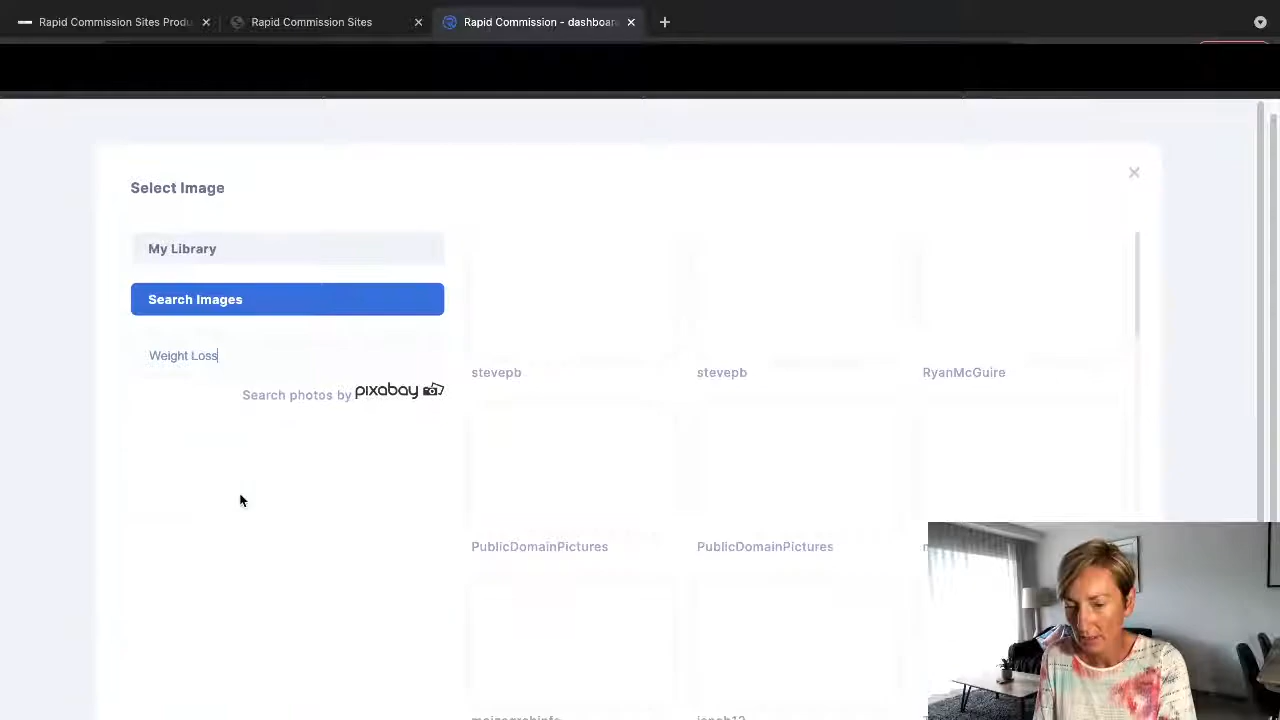 Rapid Commission Sites Produ
Rapid Commission Sites
Rapid Commission - dashboar
Select Image
My Library
Search Images
Weight Loss
Search photos by pixabay
stevepb
stevepb
RyanMcGuire
PublicDomainPictures
PublicDomainPictures